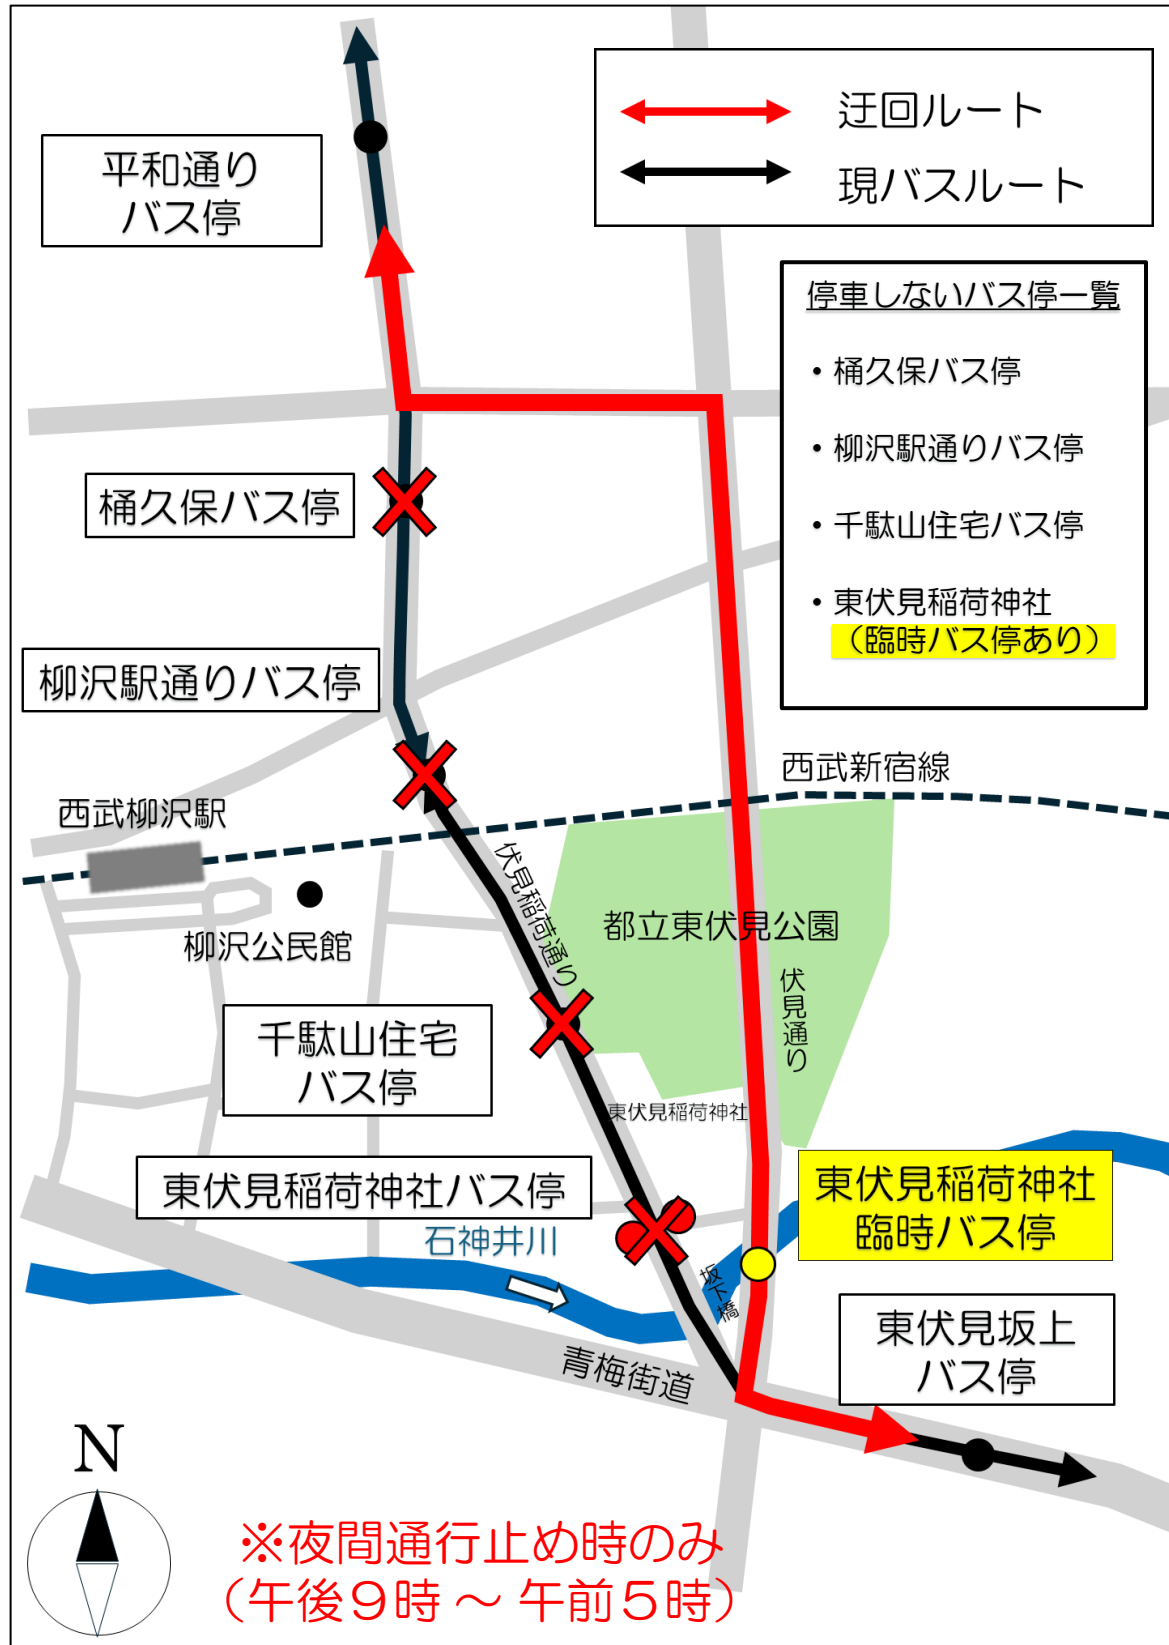 迂回ルート
現バスルート
平和通り
バス停
停車しないバス停一覧
・桶久保バス停
・柳沢駅通りバス停
・千駄山住宅バス停
・東伏見稲荷神社
（臨時バス停あり）
桶久保バス停
柳沢駅通りバス停
西武新宿線
西武柳沢駅
伏見稲荷通り
都立東伏見公園
柳沢公民館
伏見通り
千駄山住宅
バス停
東伏見稲荷神社
東伏見稲荷神社バス停
東伏見稲荷神社
臨時バス停
石神井川
坂下橋
東伏見坂上
バス停
青梅街道
N
※夜間通行止め時のみ
（午後９時 ～ 午前５時）